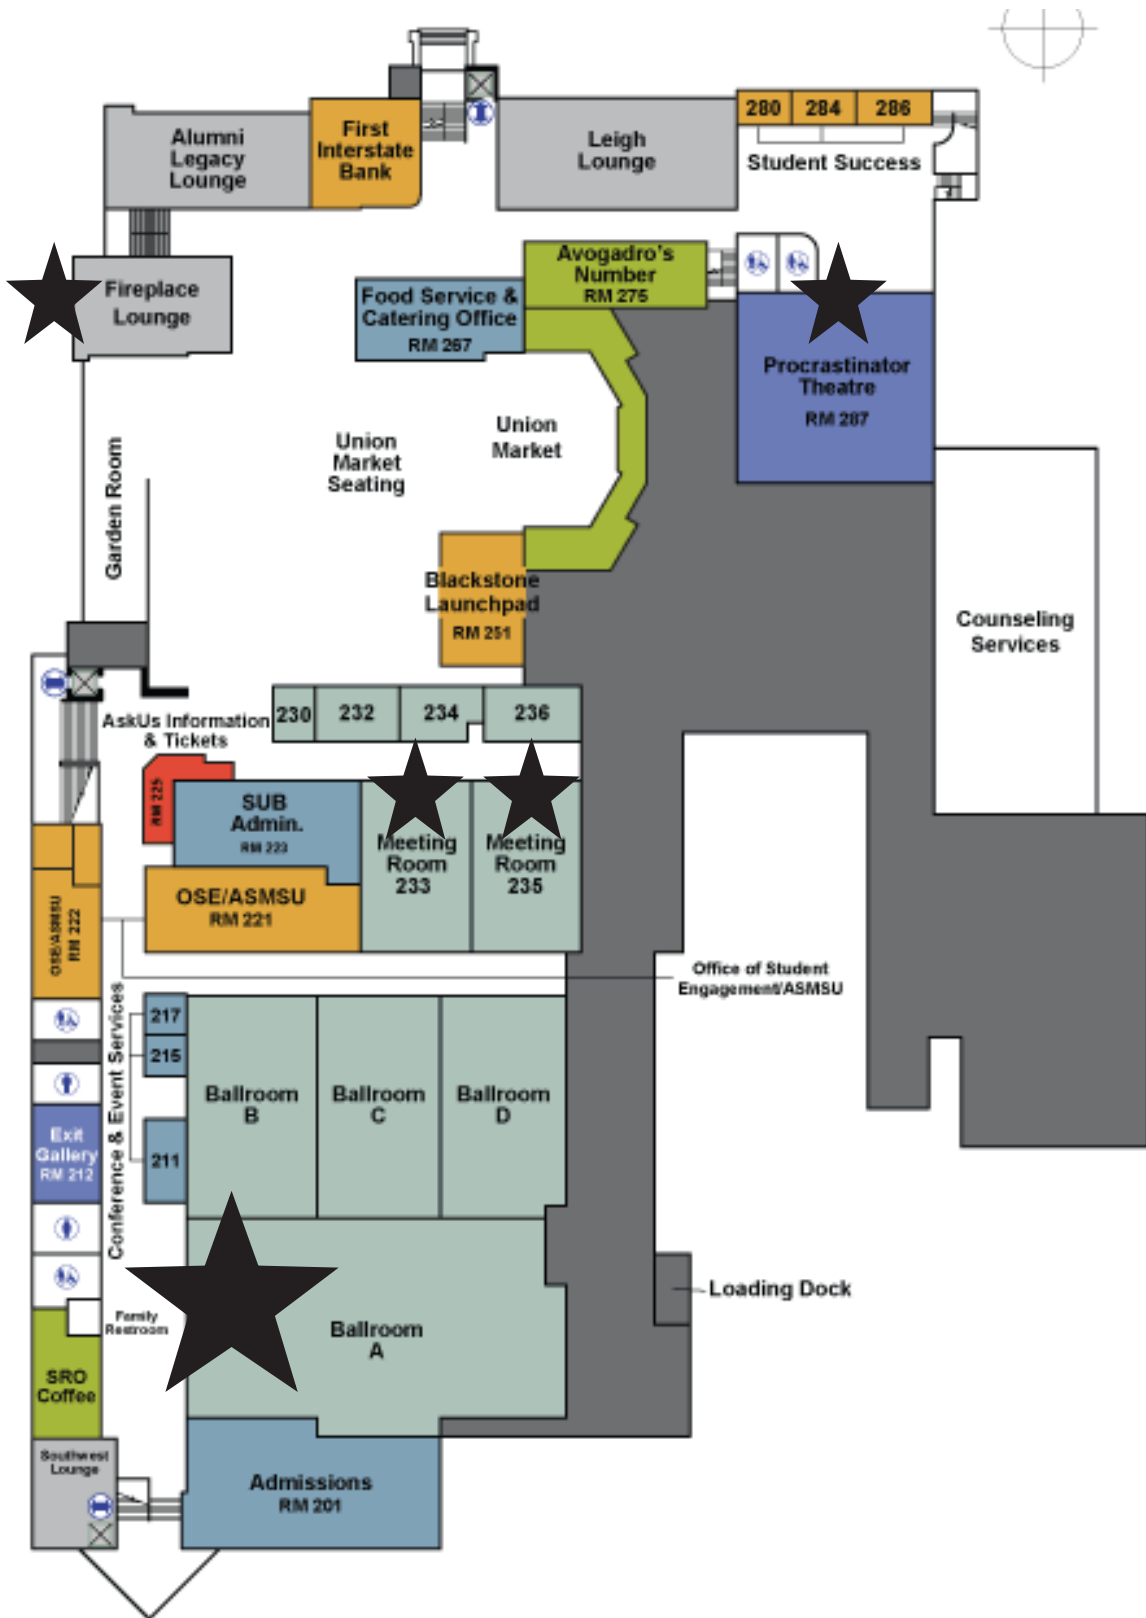 280
284
286
Student Success
Alumni
Legacy
Lounge
First
Interstate
Bank
Leigh
Lounge
Fireplace
Lounge
Avogadro's
Number
RM 275
Food Service &
Catering Office
RM 267
Procrastinator
Theatre
RM 287
Union
Market
Seating
Union
Market
Garden Room
Blackstone
Launchpad
RM 251
Counseling
Services
230
232
234
236
AskUs Information
& Tickets
RM 225
SUB
Admin.
RM 223
Meeting
Room
233
Meeting
Room
235
OSE/ASMSU
RM 221
OSE/ASMSU
RM 222
Office of Student
Engagement/ASMSU
Conference & Event Services
217
215
211
Ballroom
B
Ballroom
C
Ballroom
D
Exit
Gallery
RM 212
Loading Dock
Family
Restroom
Ballroom
A
SRO
Coffee
Southwest
Lounge
Admissions
RM 201